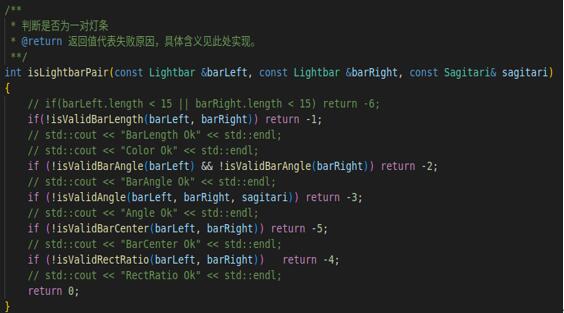 /**
 * 判断是否为一对灯条
 * @return 返回值代表失败原因，具体含义见此处实现。
 **/
int isLightbarPair(const Lightbar &barLeft, const Lightbar &barRight, const Sagitari& sagitari)
{
    // if(barLeft.length < 15 || barRight.length < 15) return -6;
    if(!isValidBarLength(barLeft, barRight)) return -1;
    // std::cout << "BarLength Ok" << std::endl;
    // std::cout << "Color Ok" << std::endl;
    if (!isValidBarAngle(barLeft) && !isValidBarAngle(barRight)) return -2;
    // std::cout << "BarAngle Ok" << std::endl;
    if (!isValidAngle(barLeft, barRight, sagitari)) return -3;
    // std::cout << "Angle Ok" << std::endl;
    if (!isValidBarCenter(barLeft, barRight)) return -5;
    // std::cout << "BarCenter Ok" << std::endl;
    if (!isValidRectRatio(barLeft, barRight))   return -4;
    // std::cout << "RectRatio Ok" << std::endl;
    return 0;
}